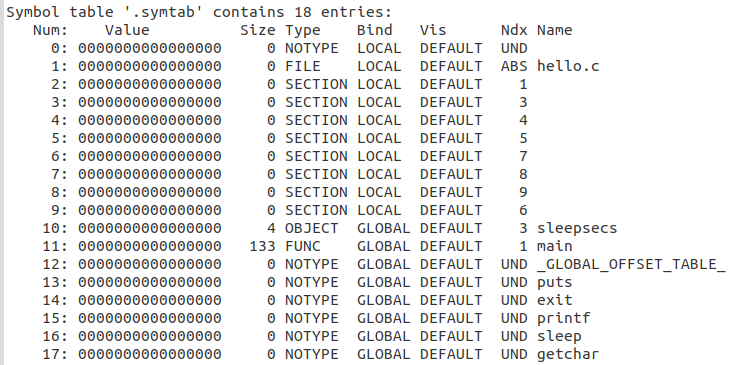 Symbol table '.symtab' contains 18 entries:
   Num:    Value          Size Type    Bind   Vis      Ndx Name
     0: 0000000000000000     0 NOTYPE  LOCAL  DEFAULT  UND
     1: 0000000000000000     0 FILE    LOCAL  DEFAULT  ABS hello.c
     2: 0000000000000000     0 SECTION LOCAL  DEFAULT    1
     3: 0000000000000000     0 SECTION LOCAL  DEFAULT    3
     4: 0000000000000000     0 SECTION LOCAL  DEFAULT    4
     5: 0000000000000000     0 SECTION LOCAL  DEFAULT    5
     6: 0000000000000000     0 SECTION LOCAL  DEFAULT    7
     7: 0000000000000000     0 SECTION LOCAL  DEFAULT    8
     8: 0000000000000000     0 SECTION LOCAL  DEFAULT    9
     9: 0000000000000000     0 SECTION LOCAL  DEFAULT    6
    10: 0000000000000000     4 OBJECT  GLOBAL DEFAULT    3 sleepsecs
    11: 0000000000000000   133 FUNC    GLOBAL DEFAULT    1 main
    12: 0000000000000000     0 NOTYPE  GLOBAL DEFAULT  UND _GLOBAL_OFFSET_TABLE_
    13: 0000000000000000     0 NOTYPE  GLOBAL DEFAULT  UND puts
    14: 0000000000000000     0 NOTYPE  GLOBAL DEFAULT  UND exit
    15: 0000000000000000     0 NOTYPE  GLOBAL DEFAULT  UND printf
    16: 0000000000000000     0 NOTYPE  GLOBAL DEFAULT  UND sleep
    17: 0000000000000000     0 NOTYPE  GLOBAL DEFAULT  UND getchar